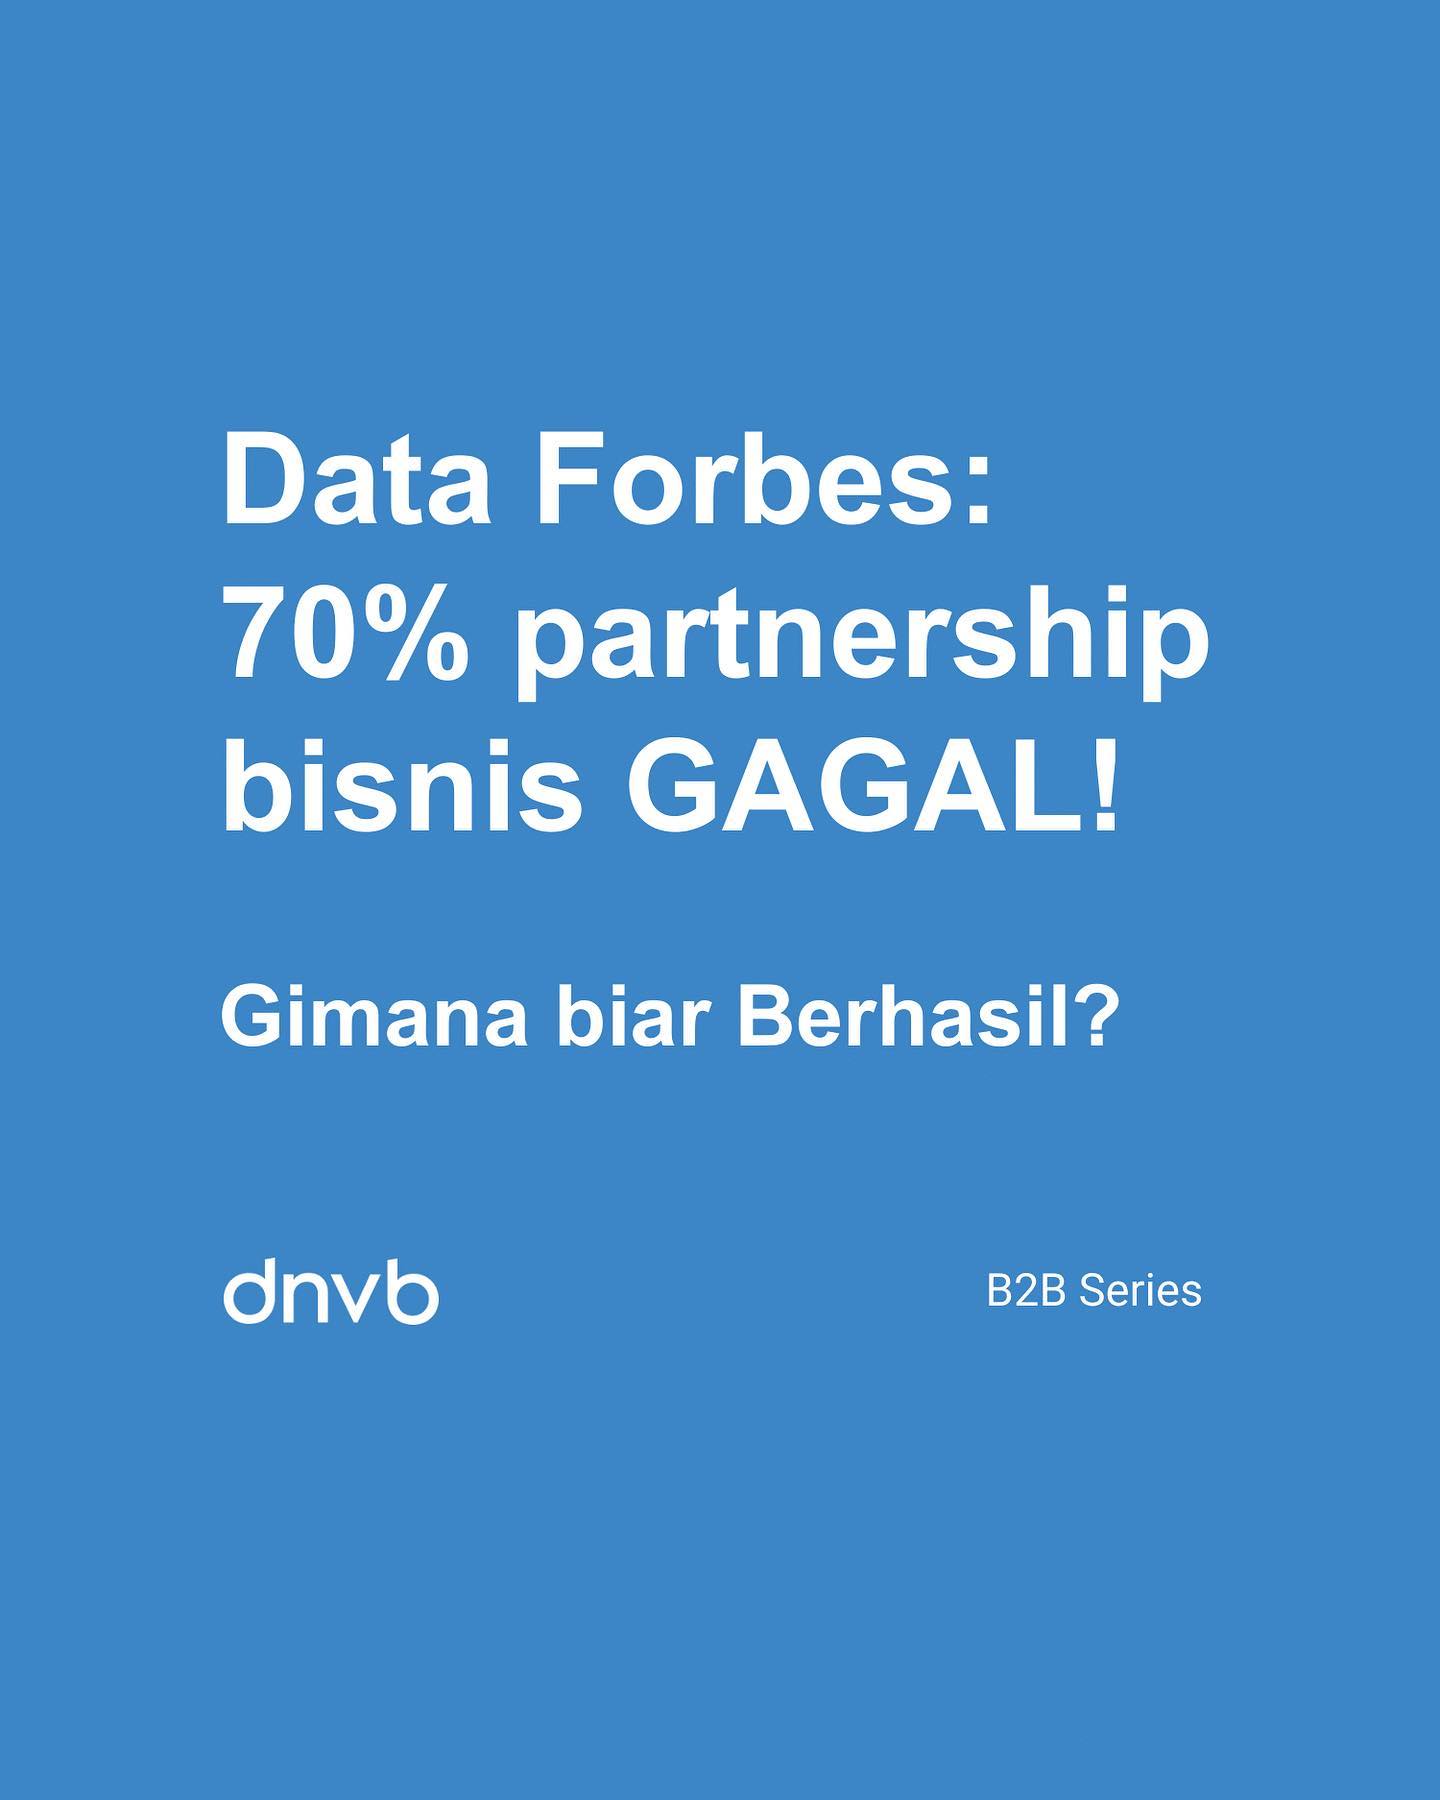 Data Forbes:
70% partnership
bisnis GAGAL!
Gimana biar Berhasil?
dnvb
B2B Series